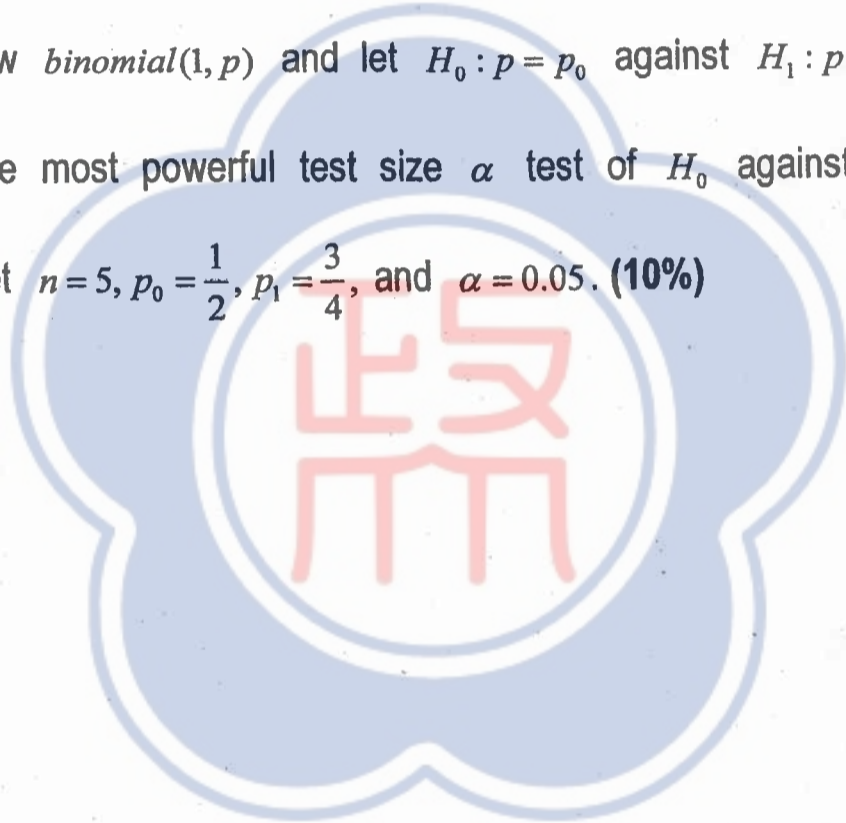 binomial(1, p) and let H₀ : p = p₀ against H₁ : p
most powerful test size α test of H₀ against
n = 5, p₀ = 1/2, p₁ = 3/4, and α = 0.05. (10%)
政大